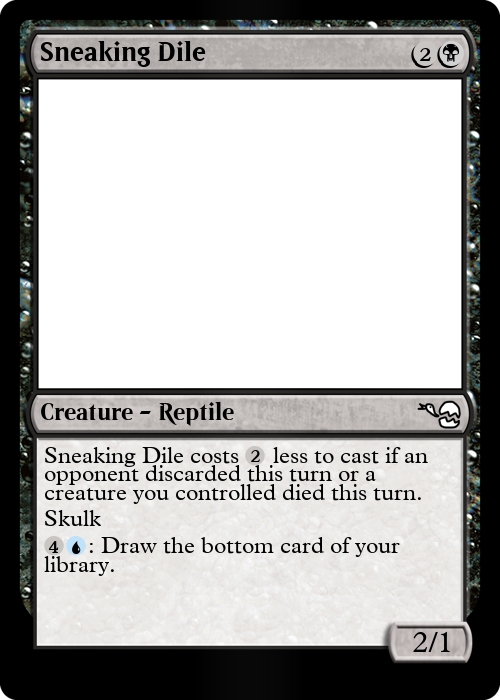 Sneaking Dile 2
Creature – Reptile
Sneaking Dile costs 2 less to cast if an
opponent discarded this turn or a
creature you controlled died this turn.
Skulk
4 : Draw the bottom card of your
library.
2/1